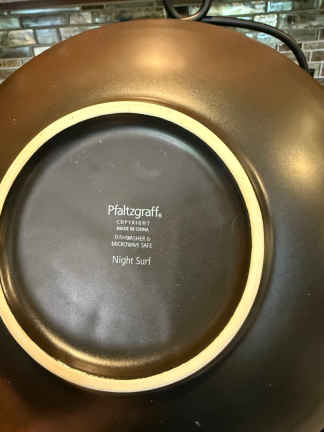 Pfaltzgraff®
COPYRIGHT
MADE IN CHINA
DISHWASHER &
MICROWAVE SAFE
Night Surf